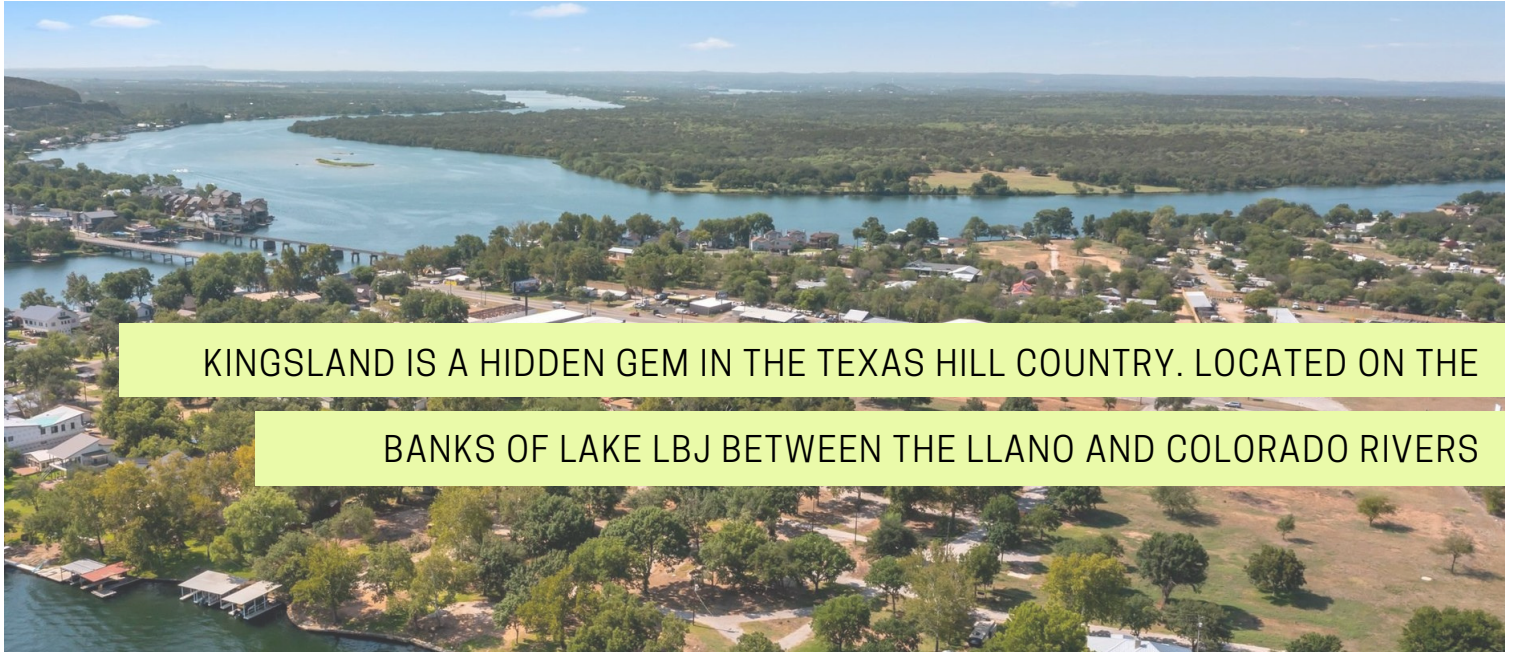 KINGSLAND IS A HIDDEN GEM IN THE TEXAS HILL COUNTRY. LOCATED ON THE
BANKS OF LAKE LBJ BETWEEN THE LLANO AND COLORADO RIVERS